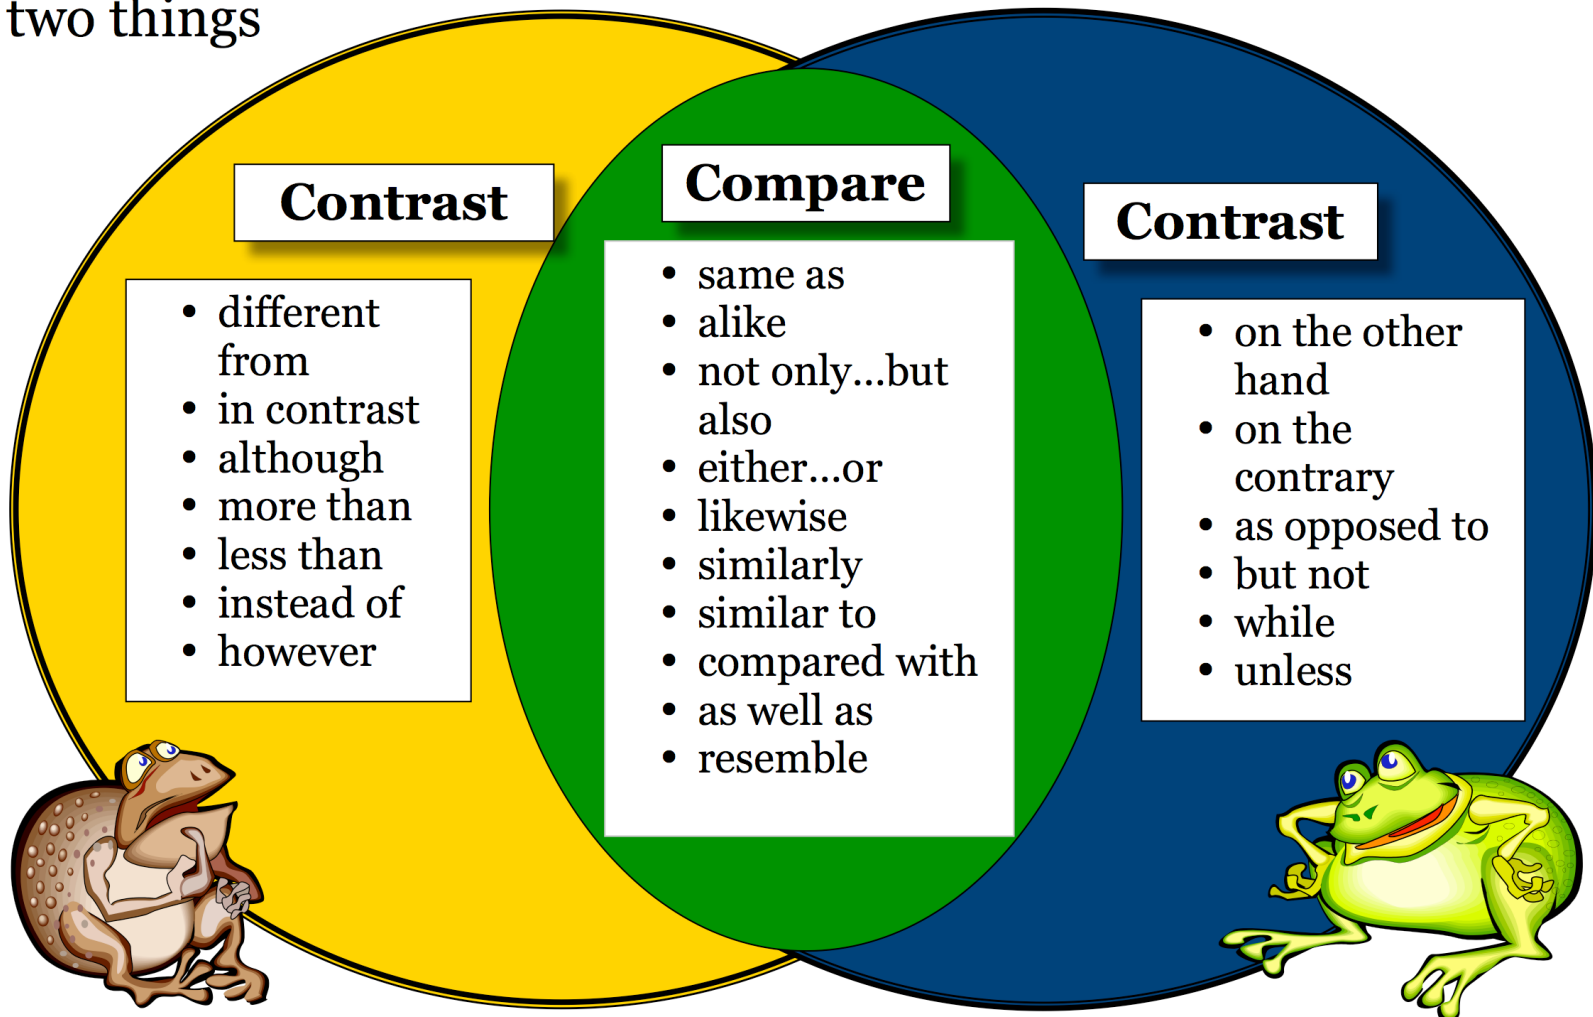 two things
Contrast
• different
from
• in contrast
• although
• more than
• less than
• instead of
• however
Compare
• same as
• alike
• not only...but
also
• either...or
• likewise
• similarly
• similar to
• compared with
• as well as
• resemble
Contrast
• on the other
hand
• on the
contrary
• as opposed to
• but not
• while
• unless